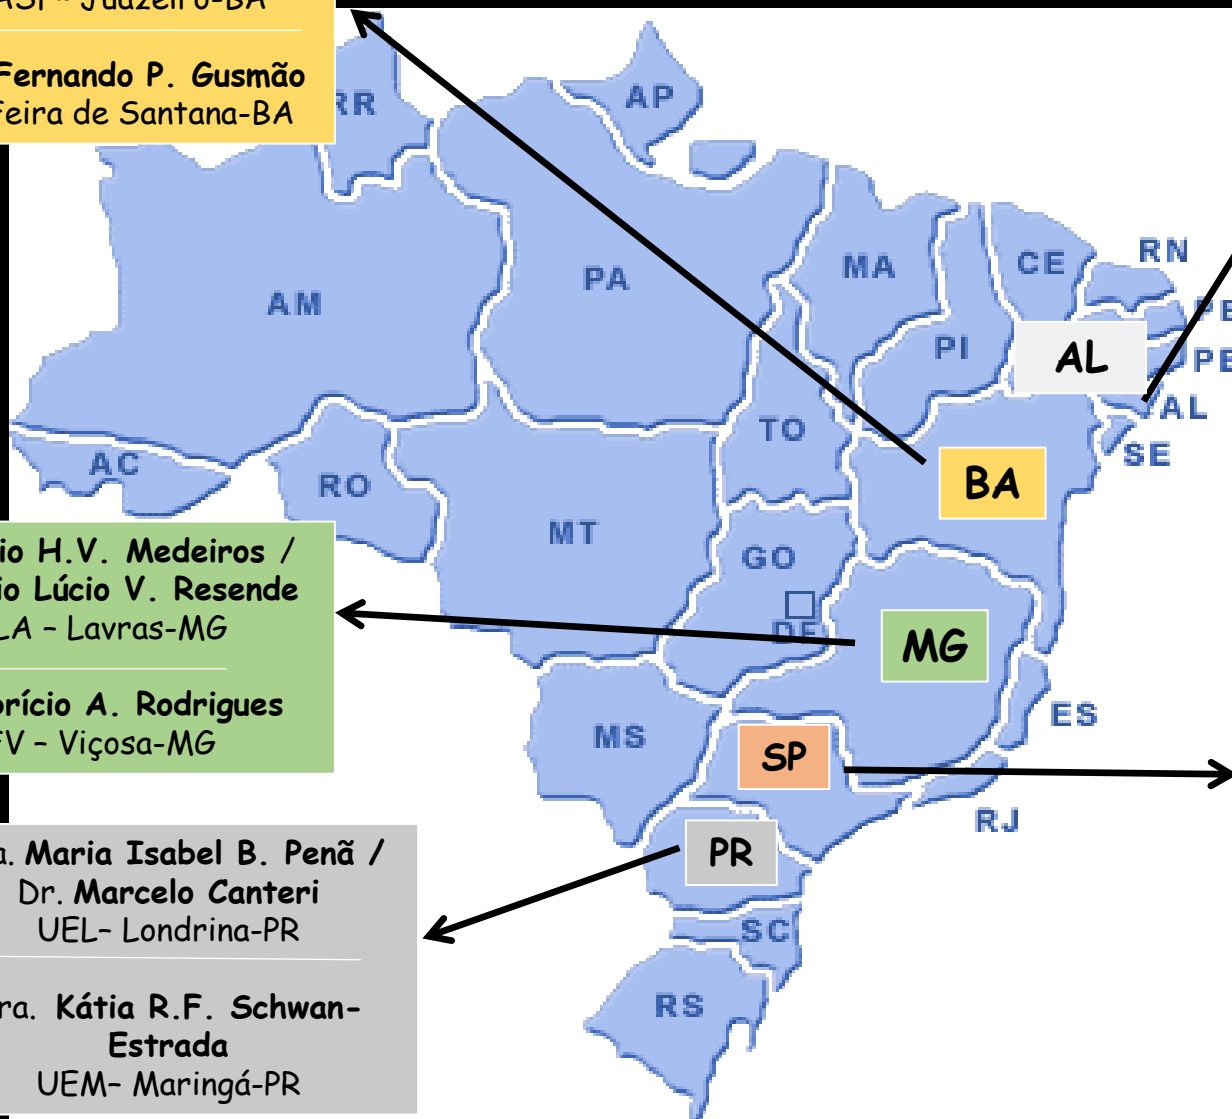 Juazeiro-BA
Fernando P. Gusmão
Feira de Santana-BA
RR
AP
AM
PA
MA
CE
RN
PI
AL
PE
AL
SE
TO
BA
AC
RO
MT
GO
DF
H.V. Medeiros /
Lúcio V. Resende
Lavras-MG
A. Rodrigues
Viçosa-MG
MG
ES
MS
SP
RJ
Maria Isabel B. Penã /
Dr. Marcelo Canteri
UEL– Londrina-PR
Kátia R.F. Schwan-
Estrada
UEM– Maringá-PR
PR
SC
RS